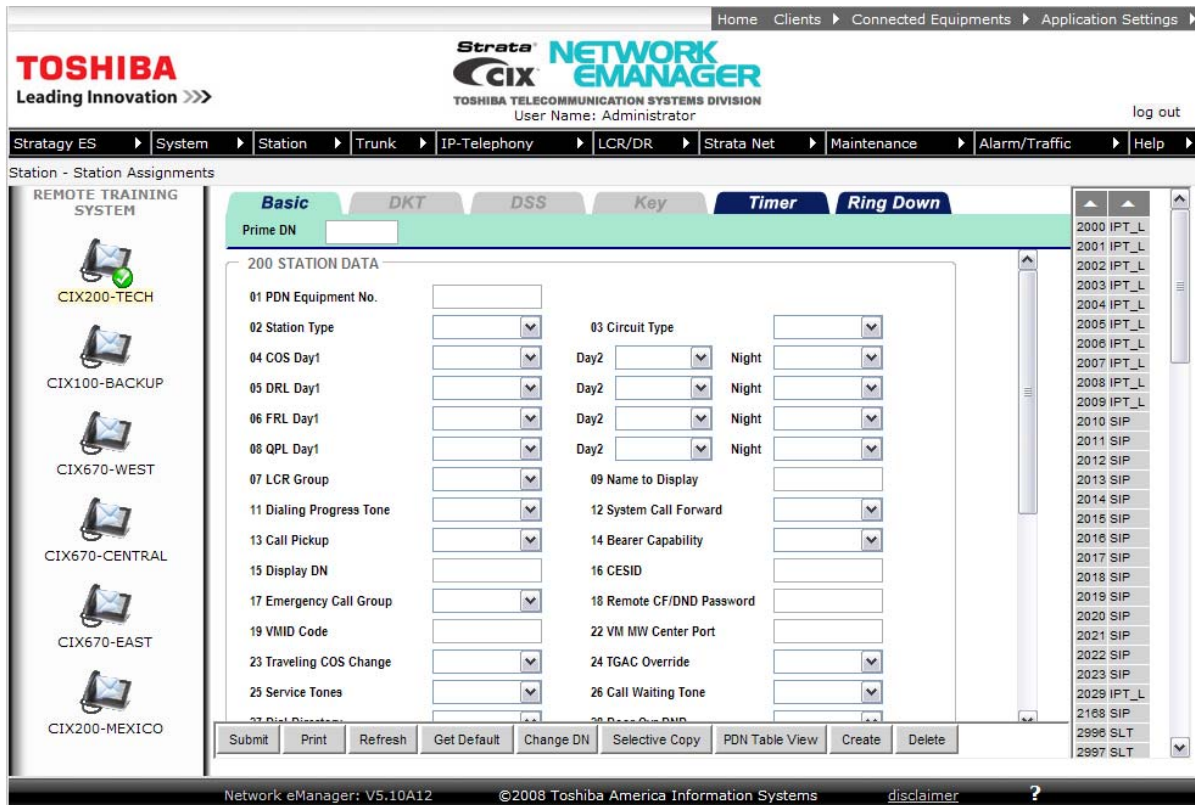 Home Clients Connected Equipments Application Settings
TOSHIBA
Leading Innovation >>>
Strata CIX NETWORK EMANAGER
TOSHIBA TELECOMMUNICATION SYSTEMS DIVISION
User Name: Administrator
log out
Stratagy ES System Station Trunk IP-Telephony LCR/DR Strata Net Maintenance Alarm/Traffic Help
Station - Station Assignments
REMOTE TRAINING
SYSTEM
CIX200-TECH
CIX100-BACKUP
CIX670-WEST
CIX670-CENTRAL
CIX670-EAST
CIX200-MEXICO
Basic DKT DSS Key Timer Ring Down
Prime DN
200 STATION DATA
01 PDN Equipment No.
02 Station Type 03 Circuit Type
04 COS Day1 Day2 Night
05 DRL Day1 Day2 Night
06 FRL Day1 Day2 Night
08 QPL Day1 Day2 Night
07 LCR Group 09 Name to Display
11 Dialing Progress Tone 12 System Call Forward
13 Call Pickup 14 Bearer Capability
15 Display DN 16 CESID
17 Emergency Call Group 18 Remote CF/DND Password
19 VMID Code 22 VM MW Center Port
23 Traveling COS Change 24 TGAC Override
25 Service Tones 26 Call Waiting Tone
27 Dial Directory 28 Door Ovr DND
Submit Print Refresh Get Default Change DN Selective Copy PDN Table View Create Delete
2000 IPT_L
2001 IPT_L
2002 IPT_L
2003 IPT_L
2004 IPT_L
2005 IPT_L
2006 IPT_L
2007 IPT_L
2008 IPT_L
2009 IPT_L
2010 SIP
2011 SIP
2012 SIP
2013 SIP
2014 SIP
2015 SIP
2016 SIP
2017 SIP
2018 SIP
2019 SIP
2020 SIP
2021 SIP
2022 SIP
2023 SIP
2029 IPT_L
2168 SIP
2996 SLT
2997 SLT
Network eManager: V5.10A12 ©2008 Toshiba America Information Systems disclaimer ?